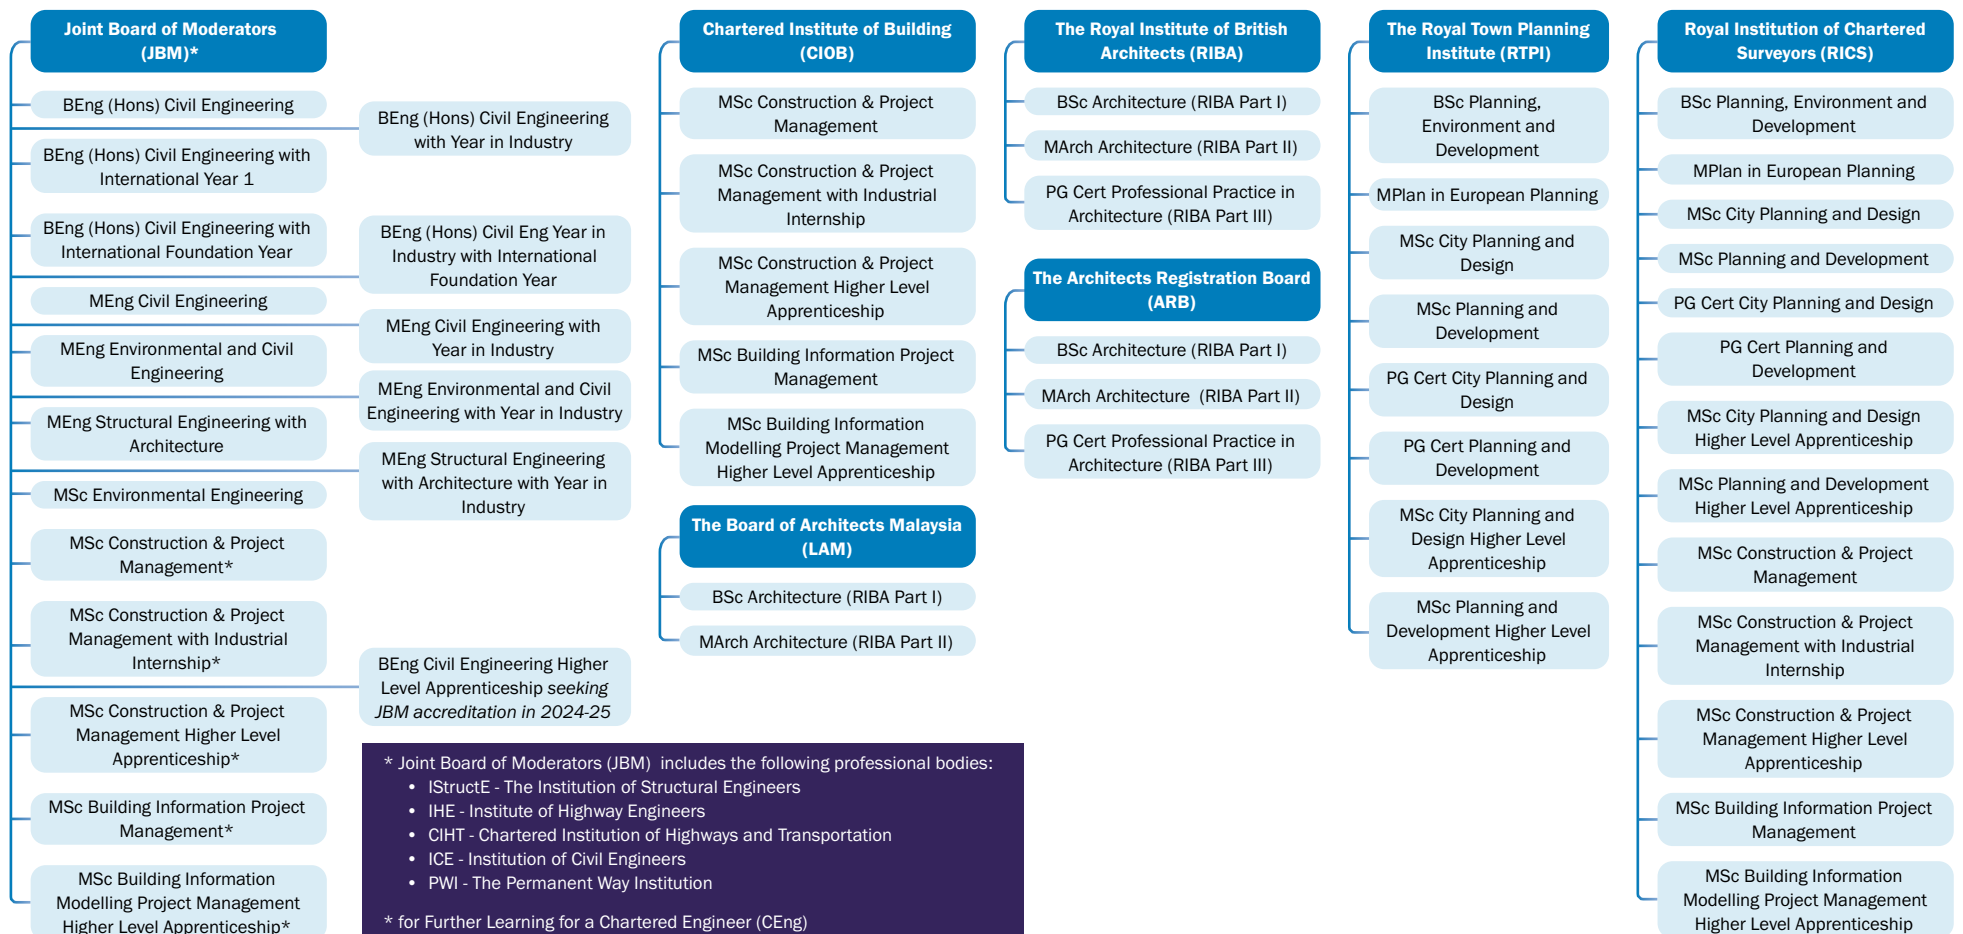 Joint Board of Moderators
(JBM)*
BEng (Hons) Civil Engineering
BEng (Hons) Civil Engineering with
International Year 1
BEng (Hons) Civil Engineering with
International Foundation Year
MEng Civil Engineering
MEng Environmental and Civil
Engineering
MEng Structural Engineering with
Architecture
MSc Environmental Engineering
MSc Construction & Project
Management*
MSc Construction & Project
Management with Industrial
Internship*
MSc Construction & Project
Management Higher Level
Apprenticeship*
MSc Building Information Project
Management*
MSc Building Information
Modelling Project Management
Higher Level Apprenticeship*
BEng (Hons) Civil Engineering
with Year in Industry
BEng (Hons) Civil Eng Year in
Industry with International
Foundation Year
MEng Civil Engineering with
Year in Industry
MEng Environmental and Civil
Engineering with Year in Industry
MEng Structural Engineering
with Architecture with Year in
Industry
BEng Civil Engineering Higher
Level Apprenticeship seeking
JBM accreditation in 2024-25
Chartered Institute of Building
(CIOB)
MSc Construction & Project
Management
MSc Construction & Project
Management with Industrial
Internship
MSc Construction & Project
Management Higher Level
Apprenticeship
MSc Building Information Project
Management
MSc Building Information
Modelling Project Management
Higher Level Apprenticeship
The Board of Architects Malaysia
(LAM)
BSc Architecture (RIBA Part I)
MArch Architecture (RIBA Part II)
The Royal Institute of British
Architects (RIBA)
BSc Architecture (RIBA Part I)
MArch Architecture (RIBA Part II)
PG Cert Professional Practice in
Architecture (RIBA Part III)
The Architects Registration Board
(ARB)
BSc Architecture (RIBA Part I)
MArch Architecture (RIBA Part II)
PG Cert Professional Practice in
Architecture (RIBA Part III)
The Royal Town Planning
Institute (RTPI)
BSc Planning,
Environment and
Development
MPlan in European Planning
MSc City Planning and
Design
MSc Planning and
Development
PG Cert City Planning and
Design
PG Cert Planning and
Development
MSc City Planning and
Design Higher Level
Apprenticeship
MSc Planning and
Development Higher Level
Apprenticeship
Royal Institution of Chartered
Surveyors (RICS)
BSc Planning, Environment and
Development
MPlan in European Planning
MSc City Planning and Design
MSc Planning and Development
PG Cert City Planning and Design
PG Cert Planning and
Development
MSc City Planning and Design
Higher Level Apprenticeship
MSc Planning and Development
Higher Level Apprenticeship
MSc Construction & Project
Management
MSc Construction & Project
Management with Industrial
Internship
MSc Construction & Project
Management Higher Level
Apprenticeship
MSc Building Information Project
Management
MSc Building Information
Modelling Project Management
Higher Level Apprenticeship
* Joint Board of Moderators (JBM) includes the following professional bodies:
• IStructE - The Institution of Structural Engineers
• IHE - Institute of Highway Engineers
• CIHT - Chartered Institution of Highways and Transportation
• ICE - Institution of Civil Engineers
• PWI - The Permanent Way Institution
* for Further Learning for a Chartered Engineer (CEng)